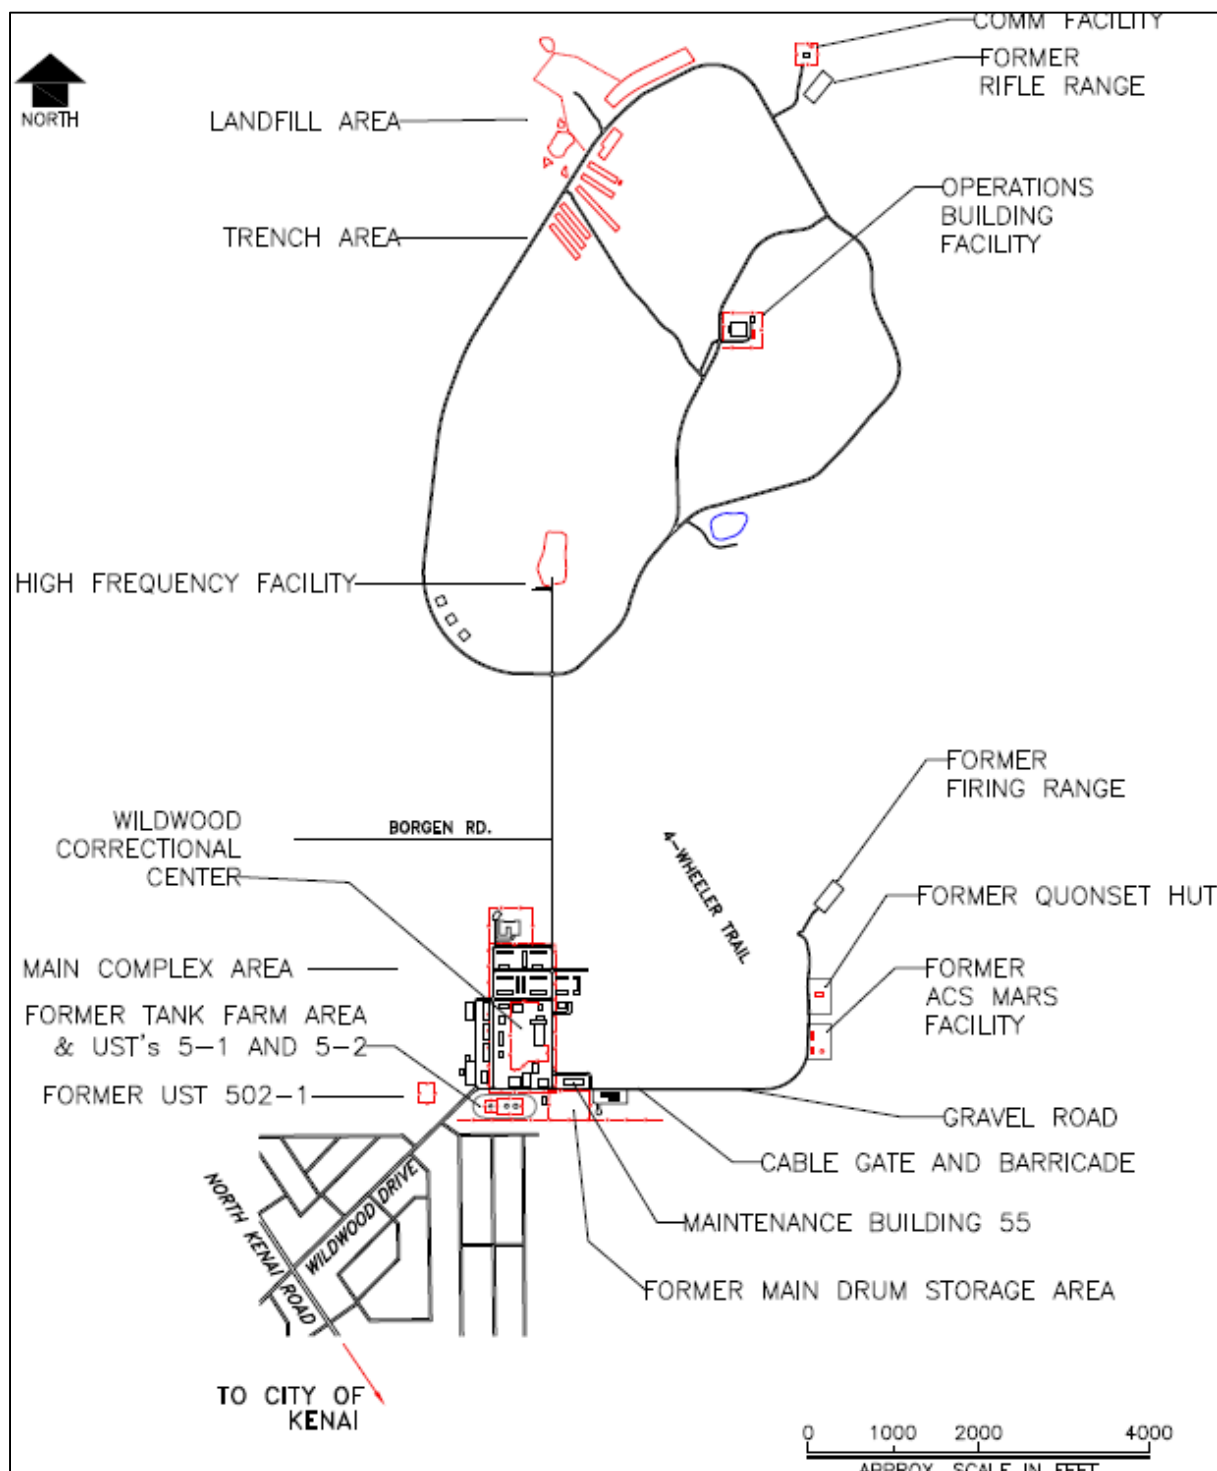 COMM FACILITY
FORMER
RIFLE RANGE
NORTH
LANDFILL AREA
OPERATIONS
BUILDING
FACILITY
TRENCH AREA
HIGH FREQUENCY FACILITY
FORMER
FIRING RANGE
WILDWOOD
CORRECTIONAL
CENTER
BORGEN RD.
4-WHEELER TRAIL
FORMER QUONSET HUT
MAIN COMPLEX AREA
FORMER
ACS MARS
FACILITY
FORMER TANK FARM AREA
& UST's 5-1 AND 5-2
FORMER UST 502-1
GRAVEL ROAD
CABLE GATE AND BARRICADE
WILDWOOD DRIVE
NORTH KENAI ROAD
MAINTENANCE BUILDING 55
FORMER MAIN DRUM STORAGE AREA
TO CITY OF
KENAI
0 1000 2000 4000
APPROX. SCALE IN FEET